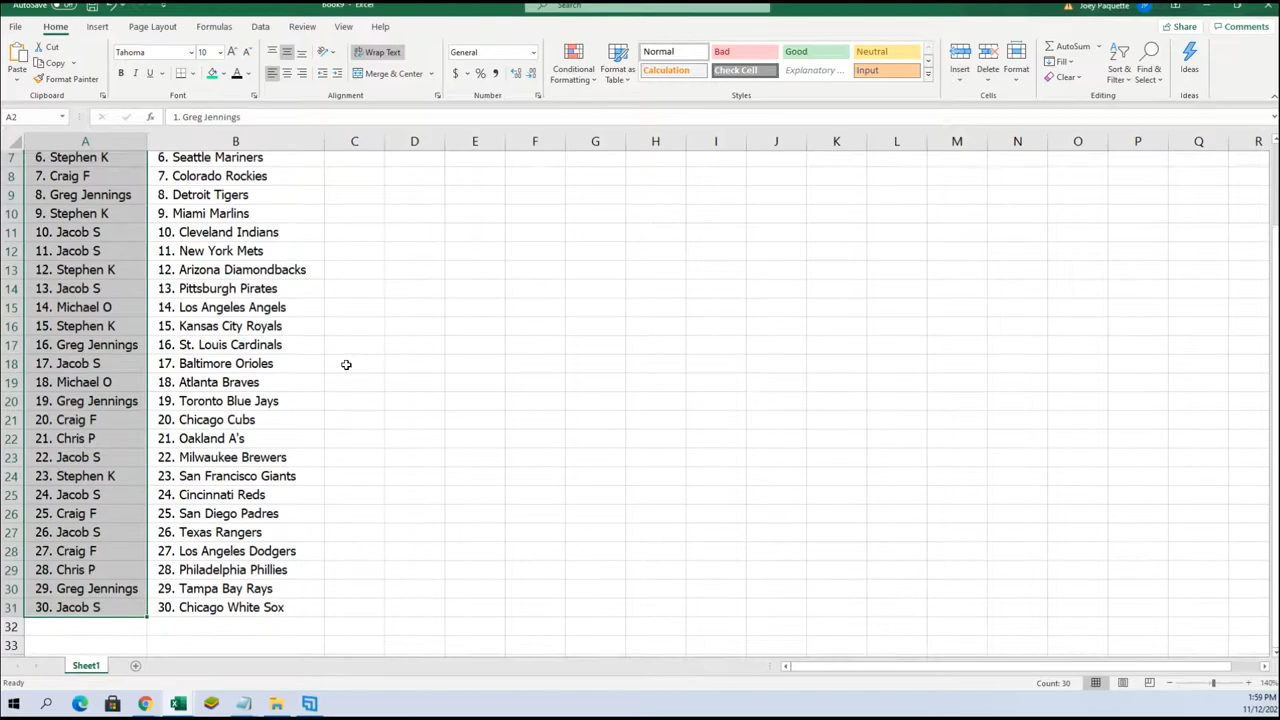 AutoSave Off Book9 - Excel Search Joey Paquette JP
File Home Insert Page Layout Formulas Data Review View Help Share Comments
Paste Cut Copy Format Painter Clipboard
Tahoma 10 B I U A Font
Wrap Text Merge & Center Alignment
General $ % 9 Number
Conditional Formatting Format as Table
Normal Bad Good Neutral
Calculation Check Cell Explanatory ... Input
Styles
Insert Delete Format Cells
AutoSum Fill Clear Sort & Filter Find & Select Editing
Ideas Ideas
A2 fx 1. Greg Jennings
A B C D E F G H I J K L M N O P Q R
7 6. Stephen K 6. Seattle Mariners
8 7. Craig F 7. Colorado Rockies
9 8. Greg Jennings 8. Detroit Tigers
10 9. Stephen K 9. Miami Marlins
11 10. Jacob S 10. Cleveland Indians
12 11. Jacob S 11. New York Mets
13 12. Stephen K 12. Arizona Diamondbacks
14 13. Jacob S 13. Pittsburgh Pirates
15 14. Michael O 14. Los Angeles Angels
16 15. Stephen K 15. Kansas City Royals
17 16. Greg Jennings 16. St. Louis Cardinals
18 17. Jacob S 17. Baltimore Orioles
19 18. Michael O 18. Atlanta Braves
20 19. Greg Jennings 19. Toronto Blue Jays
21 20. Craig F 20. Chicago Cubs
22 21. Chris P 21. Oakland A's
23 22. Jacob S 22. Milwaukee Brewers
24 23. Stephen K 23. San Francisco Giants
25 24. Jacob S 24. Cincinnati Reds
26 25. Craig F 25. San Diego Padres
27 26. Jacob S 26. Texas Rangers
28 27. Craig F 27. Los Angeles Dodgers
29 28. Chris P 28. Philadelphia Phillies
30 29. Greg Jennings 29. Tampa Bay Rays
31 30. Jacob S 30. Chicago White Sox
32
33
Sheet1
Ready Count: 30 140%
1:59 PM
11/12/202